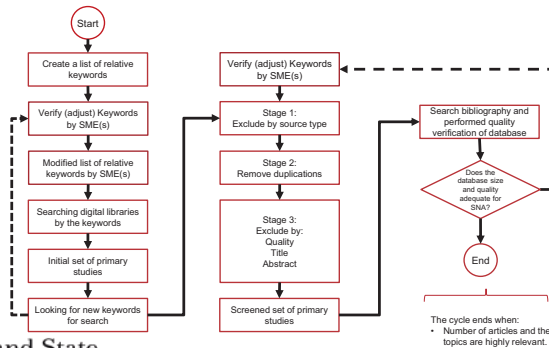 Start
Create a list of relative
keywords
Verify (adjust) Keywords
by SME(s)
Modified list of relative
keywords by SME(s)
Searching digital libraries
by the keywords
Initial set of primary
studies
Looking for new keywords
for search
Verify (adjust) Keywords
by SME(s)
Stage 1:
Exclude by source type
Stage 2:
Remove duplications
Stage 3:
Exclude by:
Quality
Title
Abstract
Screened set of primary
studies
Search bibliography and
performed quality
verification of database
Does the
database size
and quality
adequate for
SNA?
End
The cycle ends when:
• Number of articles and the
topics are highly relevant.
and State